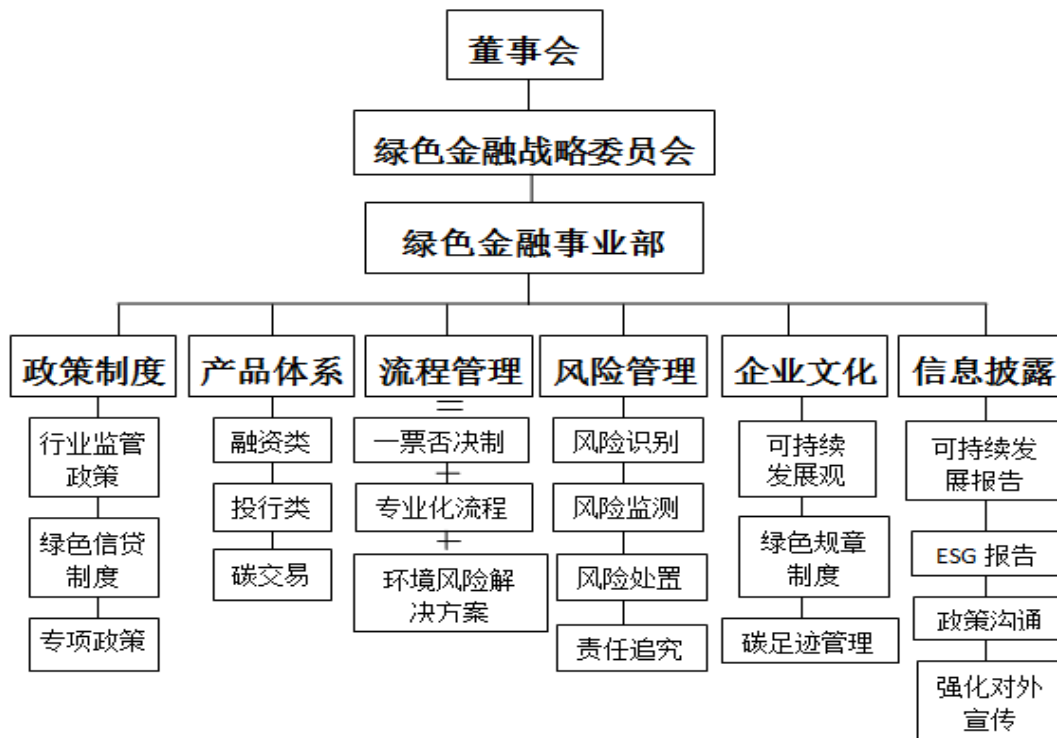 董事会
绿色金融战略委员会
绿色金融事业部
政策制度
产品体系
流程管理
风险管理
企业文化
信息披露
行业监管
政策
绿色信贷
制度
专项政策
融资类
投行类
碳交易
=
一票否决制
+
专业化流程
+
环境风险解
决方案
风险识别
风险监测
风险处置
责任追究
可持续
发展观
绿色规章
制度
碳足迹管理
可持续发
展报告
ESG 报告
政策沟通
强化对外
宣传